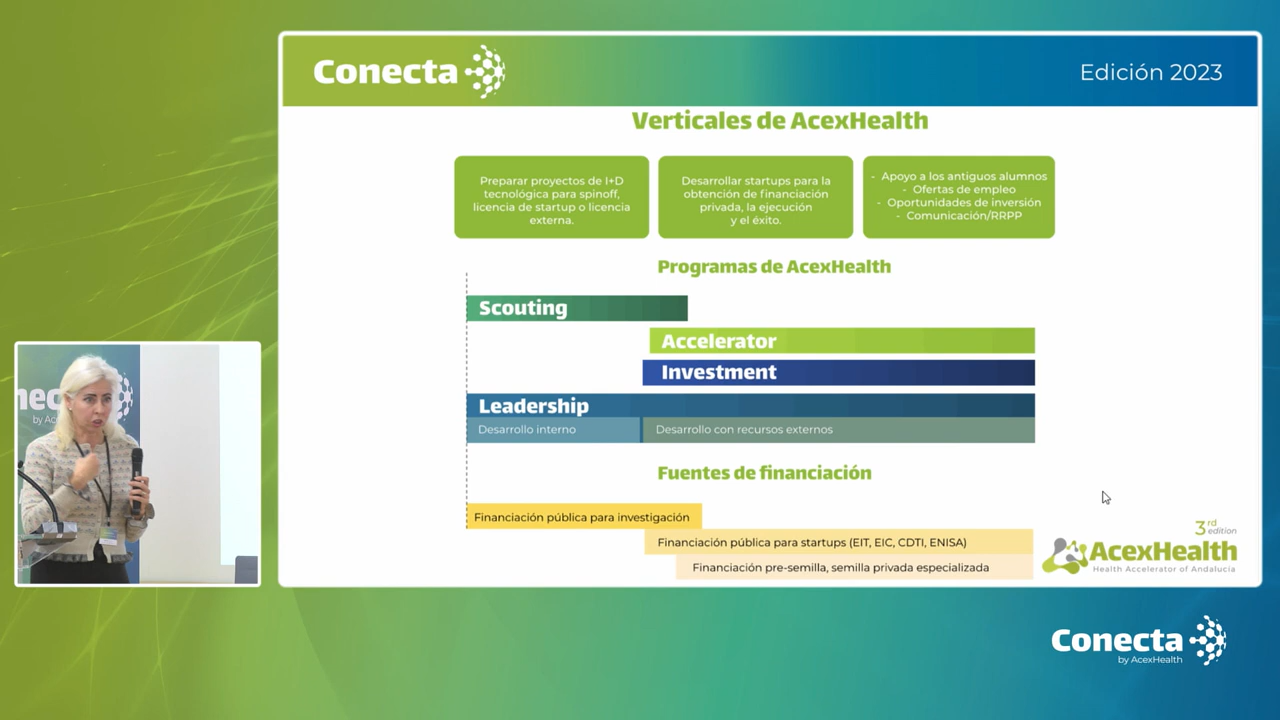 Conecta
Edición 2023
Verticales de AcexHealth
Preparar proyectos de I+D
tecnológica para spinoff,
licencia de startup o licencia
externa.
Desarrollar startups para la
obtención de financiación
privada, la ejecución
y el éxito.
- Apoyo a los antiguos alumnos
- Ofertas de empleo
- Oportunidades de inversión
- Comunicación/RRPP
Programas de AcexHealth
Scouting
Accelerator
Investment
Leadership
Desarrollo interno
Desarrollo con recursos externos
Fuentes de financiación
Financiación pública para investigación
Financiación pública para startups (EIT, EIC, CDTI, ENISA)
Financiación pre-semilla, semilla privada especializada
3rd edition
AcexHealth
Health Accelerator of Andalucía
Conecta
by AcexHealth